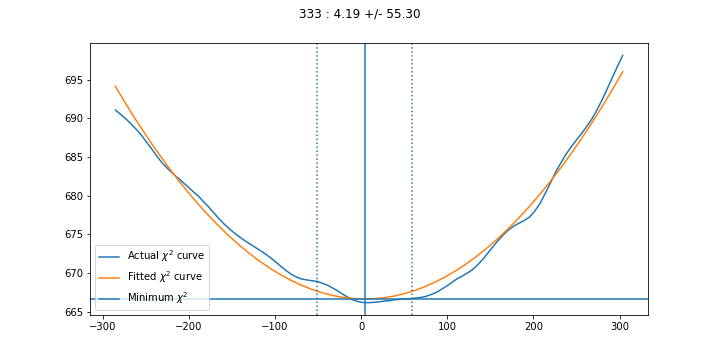 333 : 4.19 +/- 55.30
695
690
685
680
675
670
665
Actual χ² curve
Fitted χ² curve
Minimum χ²
−300 −200 −100 0 100 200 300